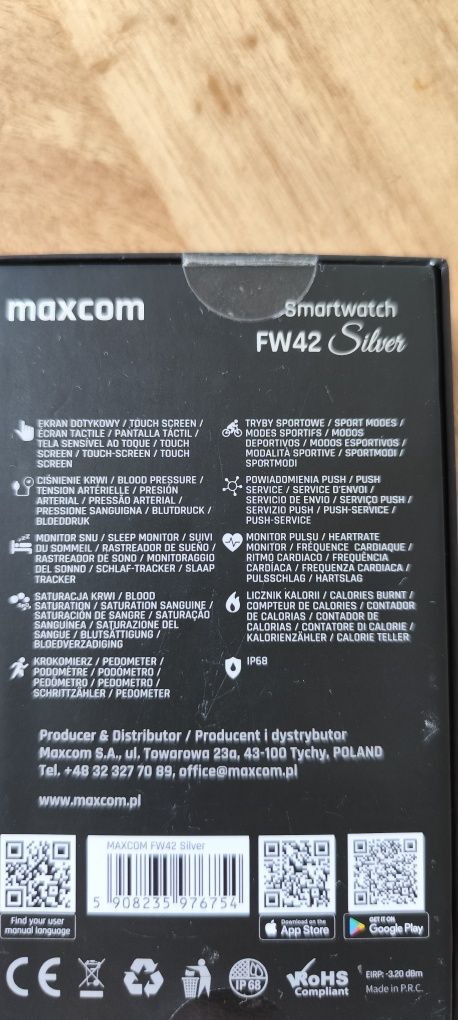 maxcom
Smartwatch
FW42 Silver
EKRAN DOTYKOWY / TOUCH SCREEN /
ÉCRAN TACTILE / PANTALLA TÁCTIL /
TELA SENSÍVEL AO TOQUE / TOUCH
SCREEN / TOUCH-SCREEN / TOUCH
SCREEN
CIŚNIENIE KRWI / BLOOD PRESSURE /
TENSION ARTÉRIELLE / PRESIÓN
ARTERIAL / PRESSÃO ARTERIAL /
PRESSIONE SANGUIGNA / BLUTDRUCK /
BLOEDDRUK
MONITOR SNU / SLEEP MONITOR / SUIVI
DU SOMMEIL / RASTREADOR DE SUEÑO /
RASTREADOR DE SONO / MONITORAGGIO
DEL SONNO / SCHLAF-TRACKER / SLAAP
TRACKER
SATURACJA KRWI / BLOOD
SATURATION / SATURATION SANGUINE /
SATURACIÓN DE SANGRE / SATURAÇÃO
SANGUÍNEA / SATURAZIONE DEL
SANGUE / BLUTSÄTTIGUNG /
BLOEDVERZADIGING
KROKOMIERZ / PEDOMETER /
PODOMÈTRE / PODÓMETRO /
PEDÔMETRO / PEDOMETRO /
SCHRITTZÄHLER / PEDOMETER
TRYBY SPORTOWE / SPORT MODES /
MODES SPORTIFS / MODOS
DEPORTIVOS / MODOS ESPORTIVOS /
MODALITÀ SPORTIVE / SPORTMODI /
SPORTMODI
POWIADOMIENIA PUSH / PUSH
SERVICE / SERVICE D'ENVOI /
SERVICIO DE ENVIO / SERVIÇO PUSH /
SERVIZIO PUSH / PUSH-SERVICE /
PUSH-SERVICE
MONITOR PULSU / HEARTRATE
MONITOR / FRÉQUENCE CARDIAQUE /
RITMO CARDÍACO / FREQUÊNCIA
CARDÍACA / FREQUENZA CARDIACA /
PULSSCHLAG / HARTSLAG
LICZNIK KALORII / CALORIES BURNT /
COMPTEUR DE CALORIES / CONTADOR
DE CALORIAS / CONTADOR DE
CALORIAS / CONTATORE DI CALORIE /
KALORIENZÄHLER / CALORIE TELLER
IP68
Producer & Distributor / Producent i dystrybutor
Maxcom S.A., ul. Towarowa 23a, 43-100 Tychy, POLAND
Tel. +48 32 327 70 89, office@maxcom.pl
www.maxcom.pl
MAXCOM FW42 Silver
5 908235 976754
Find your user
manual language
Download on the
App Store
GET IT ON
Google Play
CE
IP 68
RoHS
Compliant
EIRP: -3.20 dBm
Made in P.R.C.